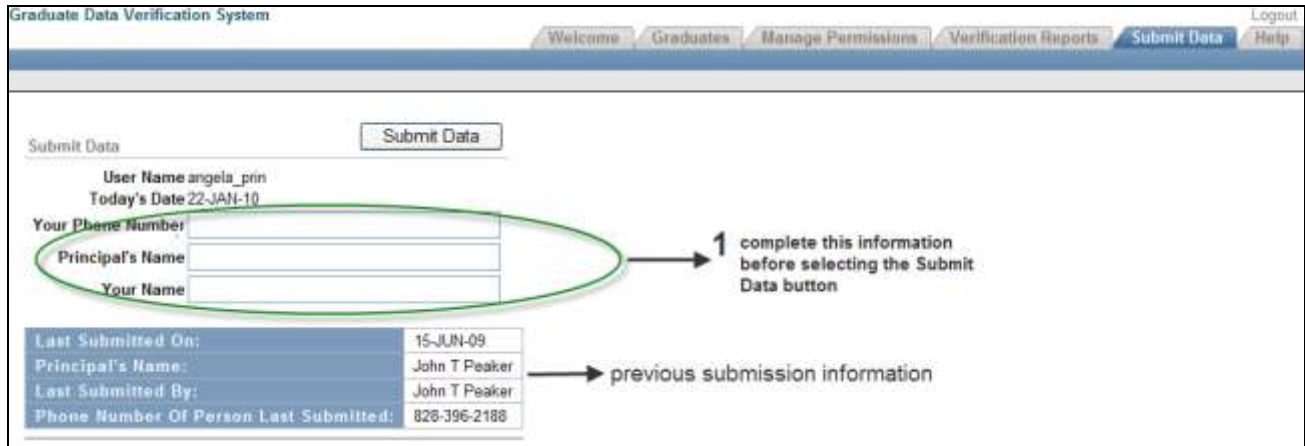 Graduate Data Verification System
Logout
Welcome Graduates Manage Permissions Verification Reports Submit Data Help
Submit Data
Submit Data
User Name angela_prin
Today's Date 22-JAN-10
Your Phone Number
Principal's Name
Your Name
1 complete this information
before selecting the Submit
Data button
Last Submitted On: 15-JUN-09
Principal's Name: John T Peaker
Last Submitted By: John T Peaker
Phone Number Of Person Last Submitted: 828-396-2188
previous submission information